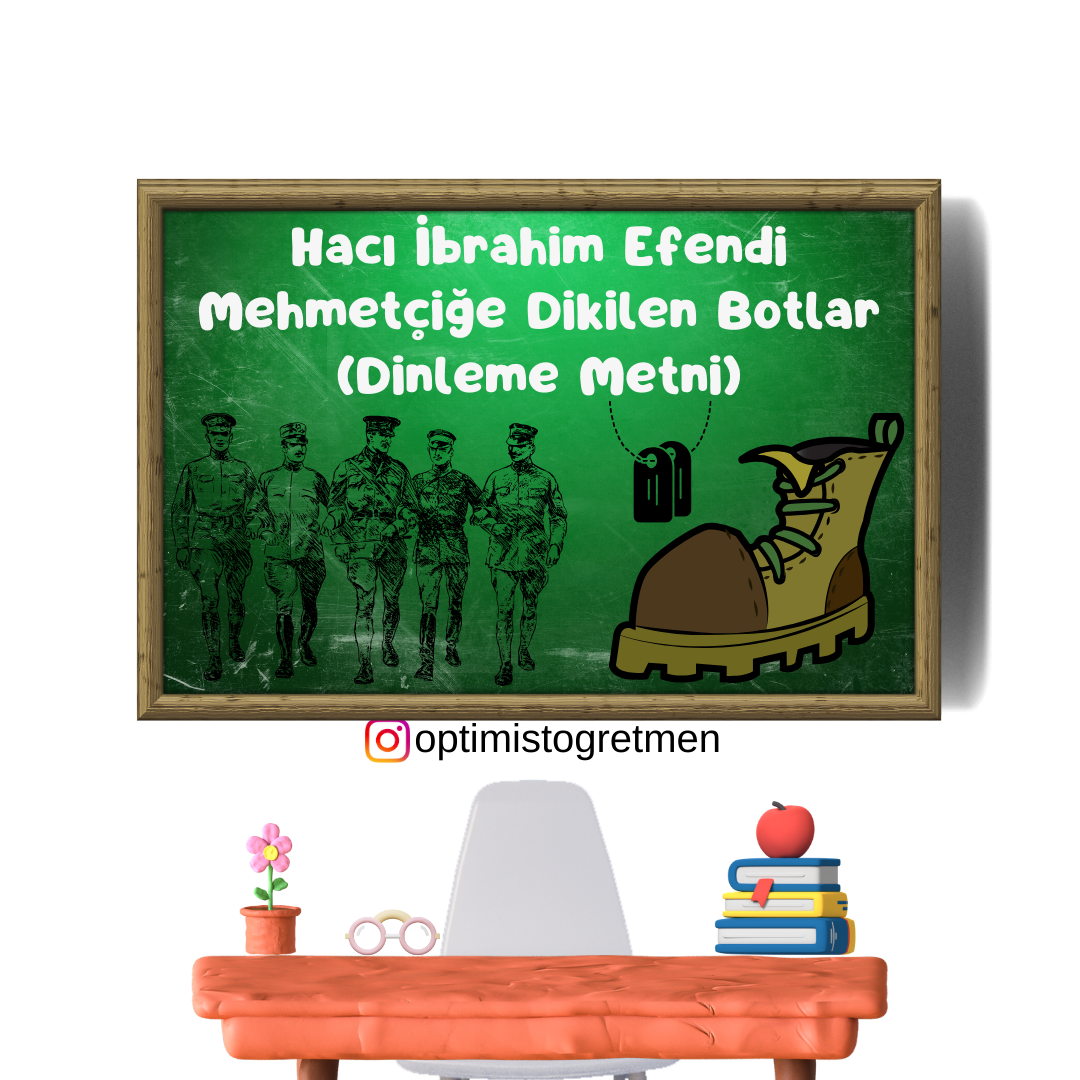 Hacı İbrahim Efendi
Mehmetçiğe Dikilen Botlar
(Dinleme Metni)
optimistogretmen